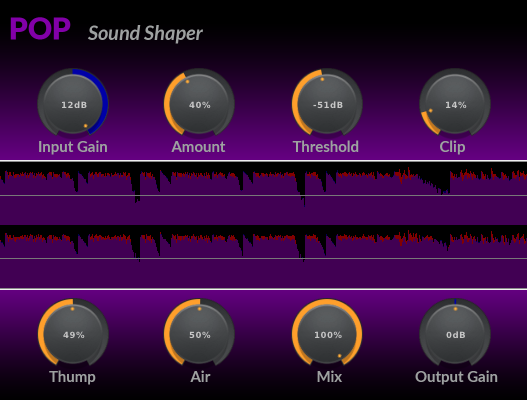 POP Sound Shaper
12dB 40% -51dB 14%
Input Gain Amount Threshold Clip
49% 50% 100% 0dB
Thump Air Mix Output Gain